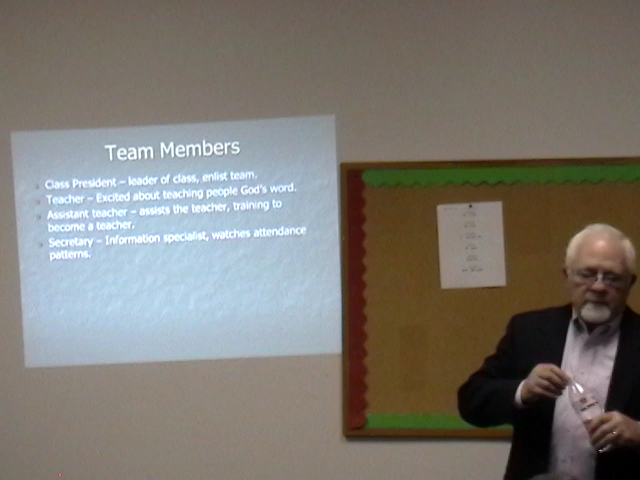 Team Members
Class President – leader of class, enlist team.
Teacher – Excited about teaching people God's word.
Assistant teacher – assists the teacher, training to
become a teacher.
Secretary – Information specialist, watches attendance
patterns.